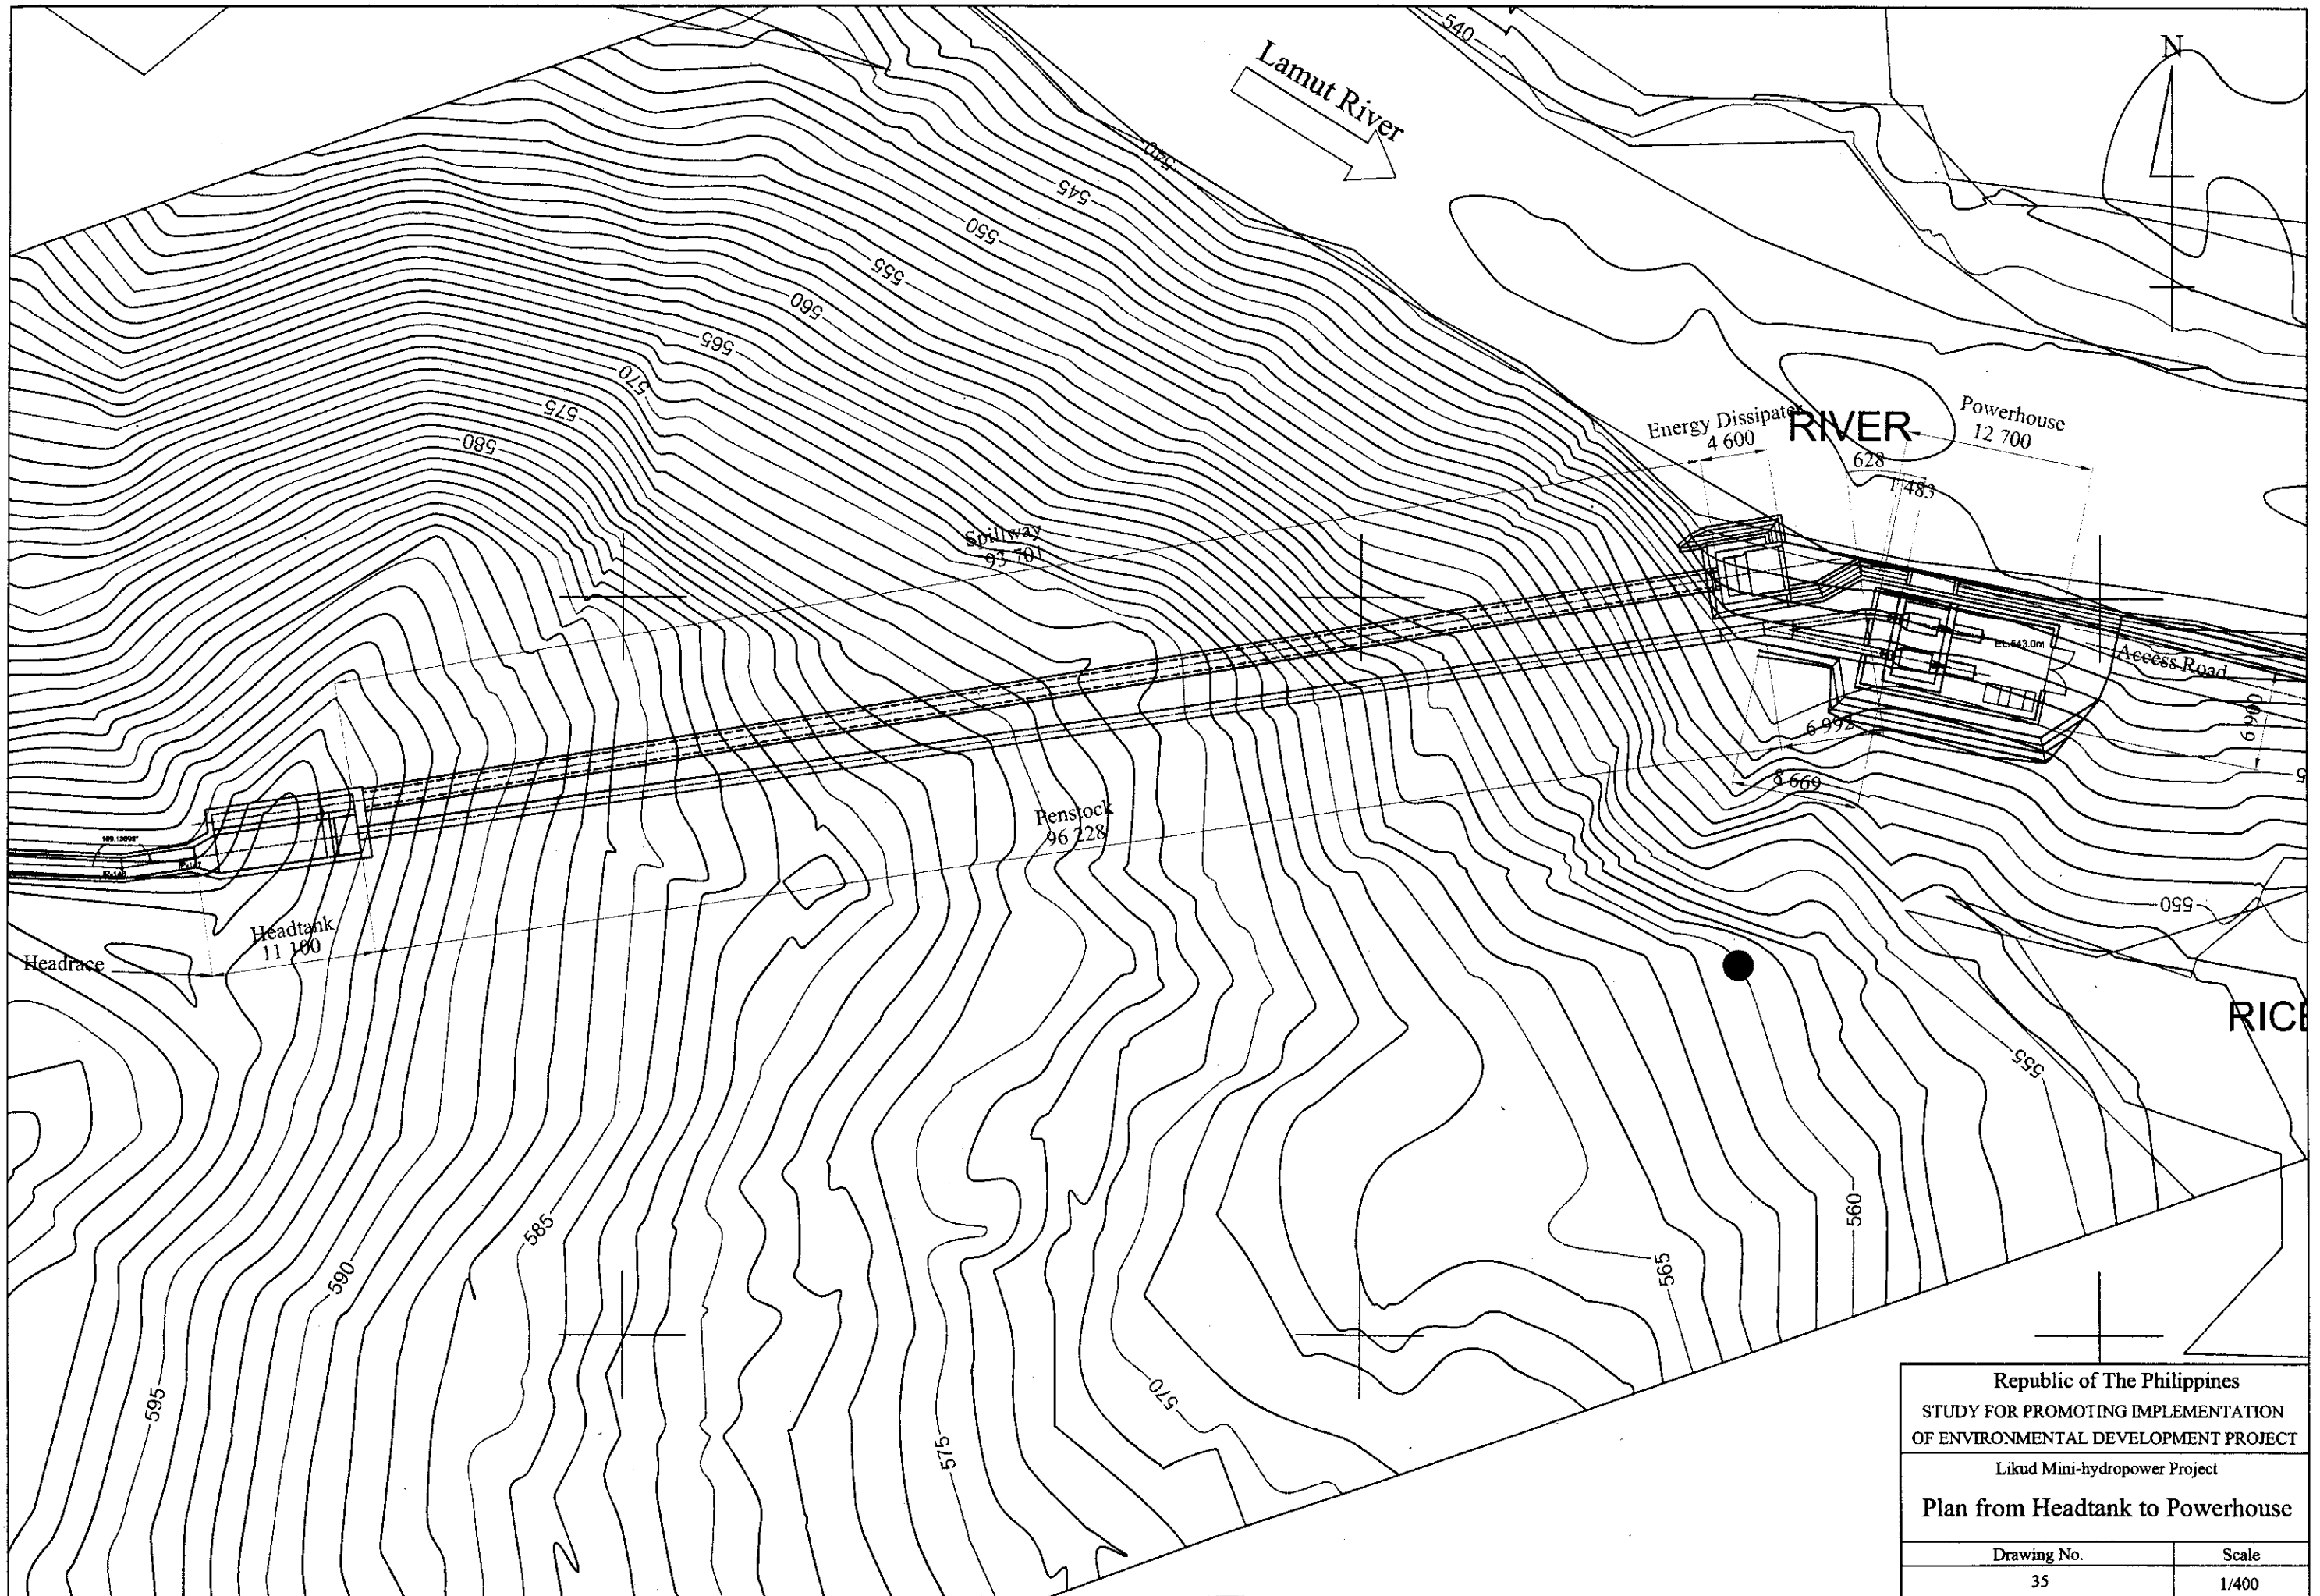 540
N
Lamut River
540
545
550
555
560
565
570
575
580
Energy Dissipater
4 600
RIVER
Powerhouse
12 700
628
1 483
Spillway
93 701
EL.543.0m
Access Road
6 992
6 900
8 669
Penstock
96 228
Headtank
11 100
Headrace
550
RICE
555
560
565
585
590
595
570
575
Republic of The Philippines
STUDY FOR PROMOTING IMPLEMENTATION
OF ENVIRONMENTAL DEVELOPMENT PROJECT
Likud Mini-hydropower Project
Plan from Headtank to Powerhouse
Drawing No.
Scale
35
1/400